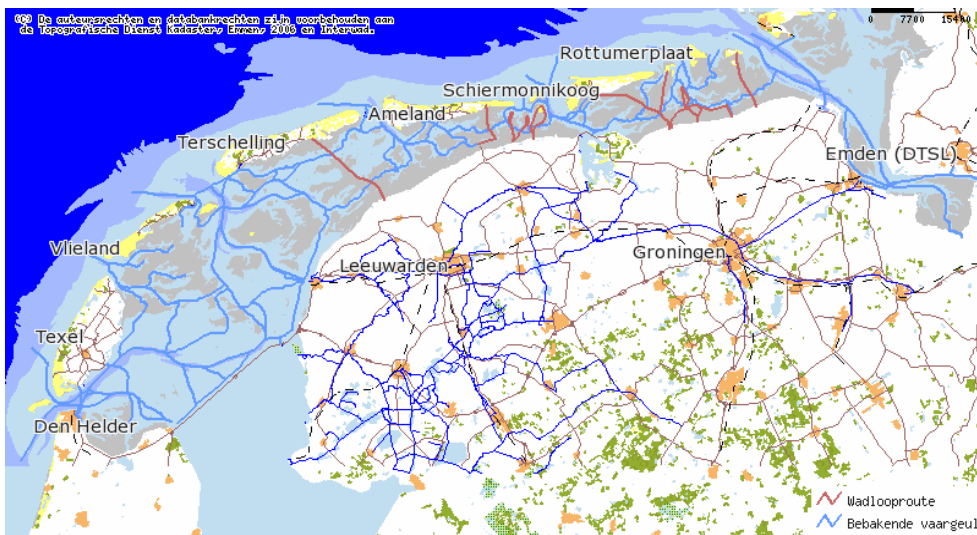 (C) De auteursrechten en databankrechten zijn voorbehouden aan
de Topografische Dienst Kadaster, Emmen, 2006 en Interwad.
0 7700 15400
Rottumerplaat
Schiermonnikoog
Ameland
Terschelling
Emden (DTSL)
Vlieland
Groningen
Leeuwarden
Texel
Den Helder
Wadlooproute
Bebakende vaargeul